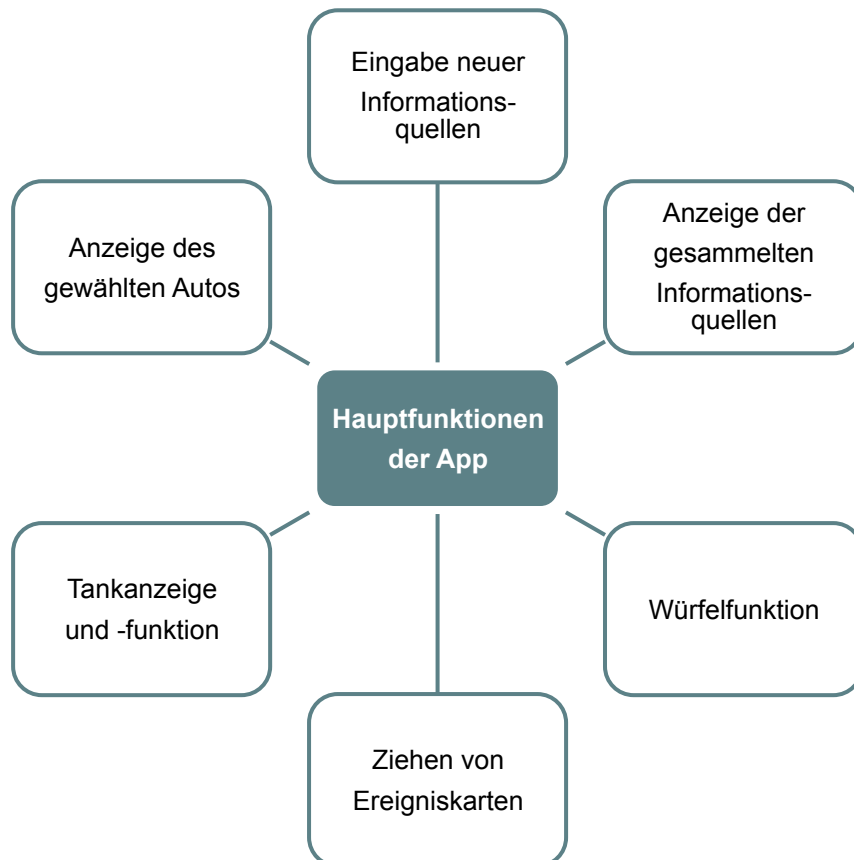 Eingabe neuer
Informations-
quellen
Anzeige des
gewählten Autos
Anzeige der
gesammelten
Informations-
quellen
Hauptfunktionen
der App
Tankanzeige
und -funktion
Würfelfunktion
Ziehen von
Ereigniskarten